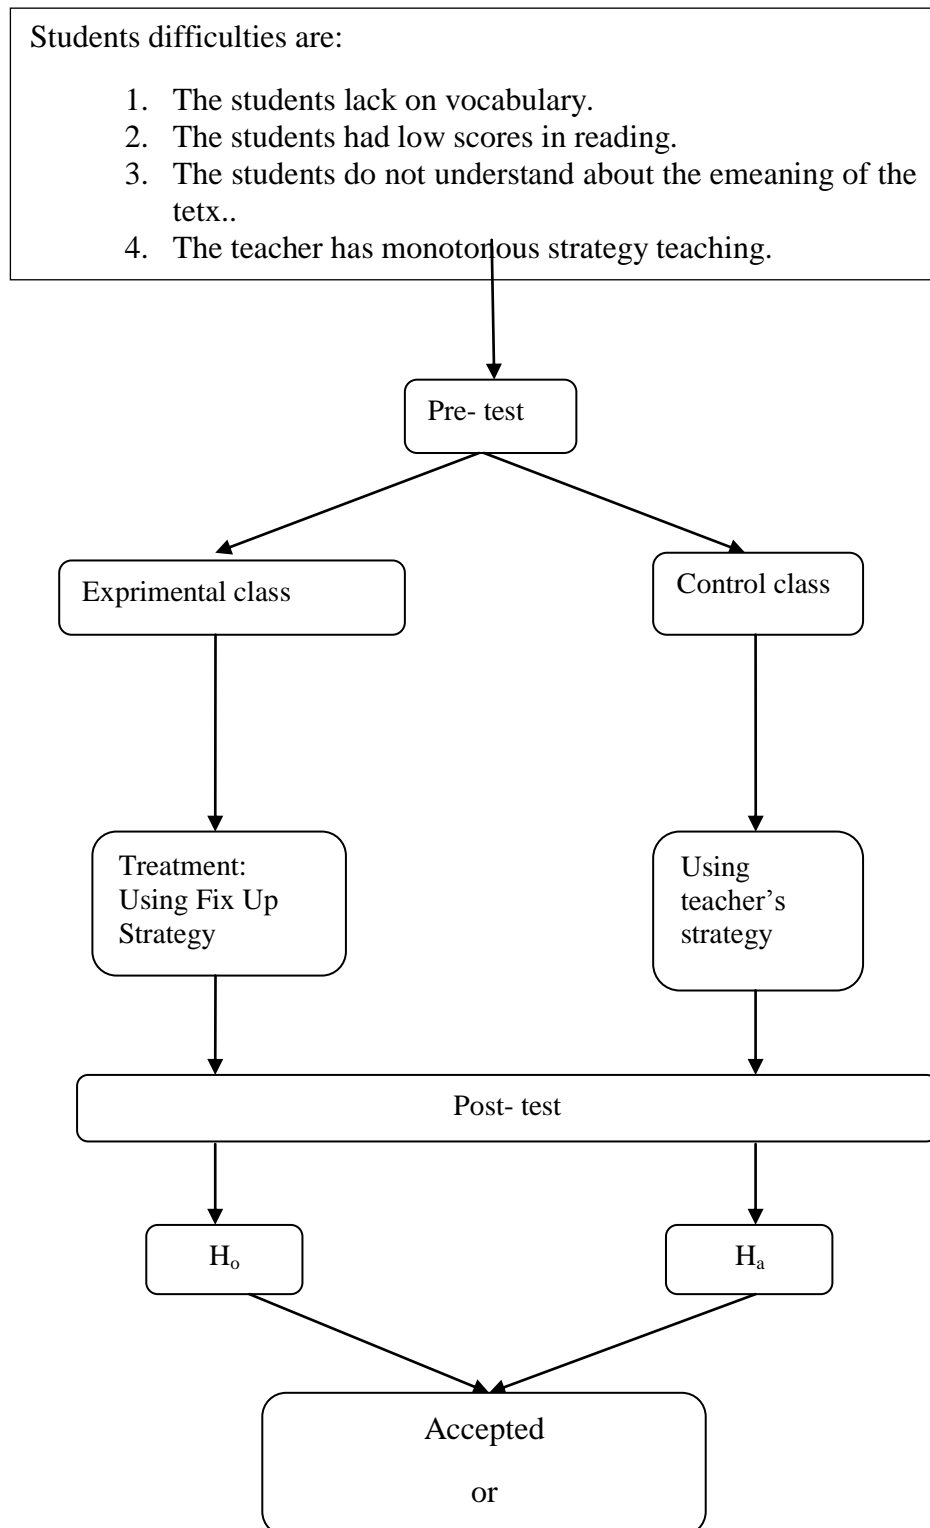 Students difficulties are:
1. The students lack on vocabulary.
2. The students had low scores in reading.
3. The students do not understand about the emeaning of the
tetx..
4. The teacher has monotonous strategy teaching.
Pre- test
Exprimental class
Control class
Treatment:
Using Fix Up
Strategy
Using
teacher’s
strategy
Post- test
Hₒ
Hₐ
Accepted
or